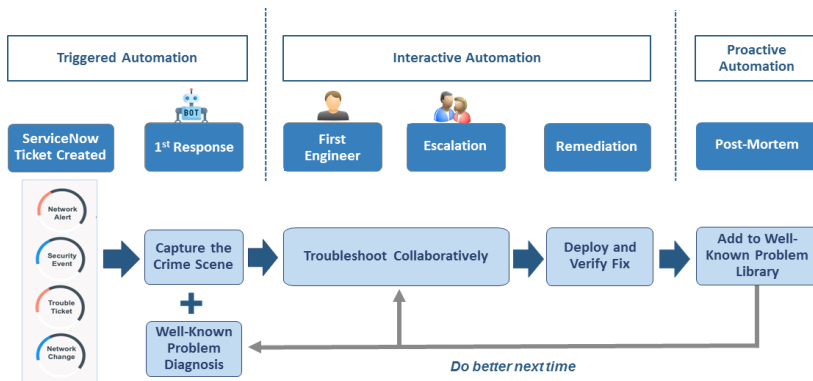 Triggered Automation
Interactive Automation
Proactive
Automation
BOT
ServiceNow
Ticket Created
1st Response
First
Engineer
Escalation
Remediation
Post-Mortem
Network
Alert
Security
Event
Trouble
Ticket
Network
Change
Capture the
Crime Scene
Troubleshoot Collaboratively
Deploy and
Verify Fix
Add to Well-
Known Problem
Library
+
Well-Known
Problem
Diagnosis
Do better next time